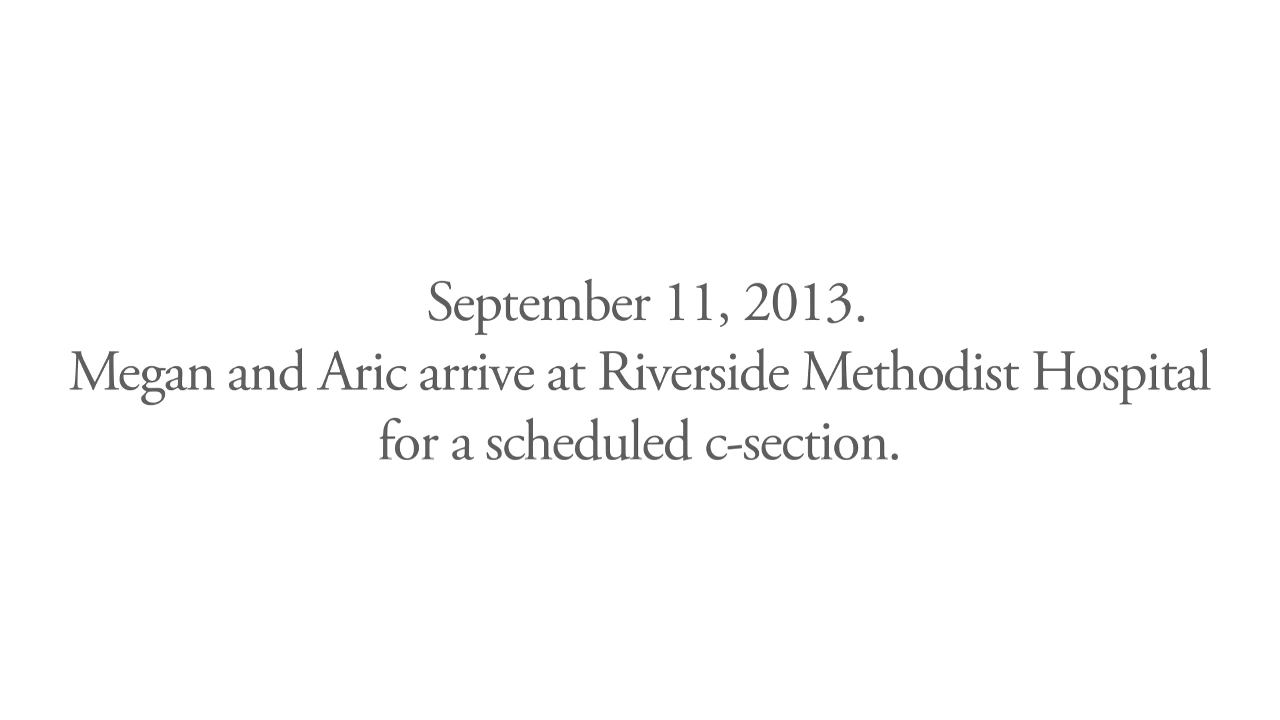 September 11, 2013.
Megan and Aric arrive at Riverside Methodist Hospital
for a scheduled c-section.